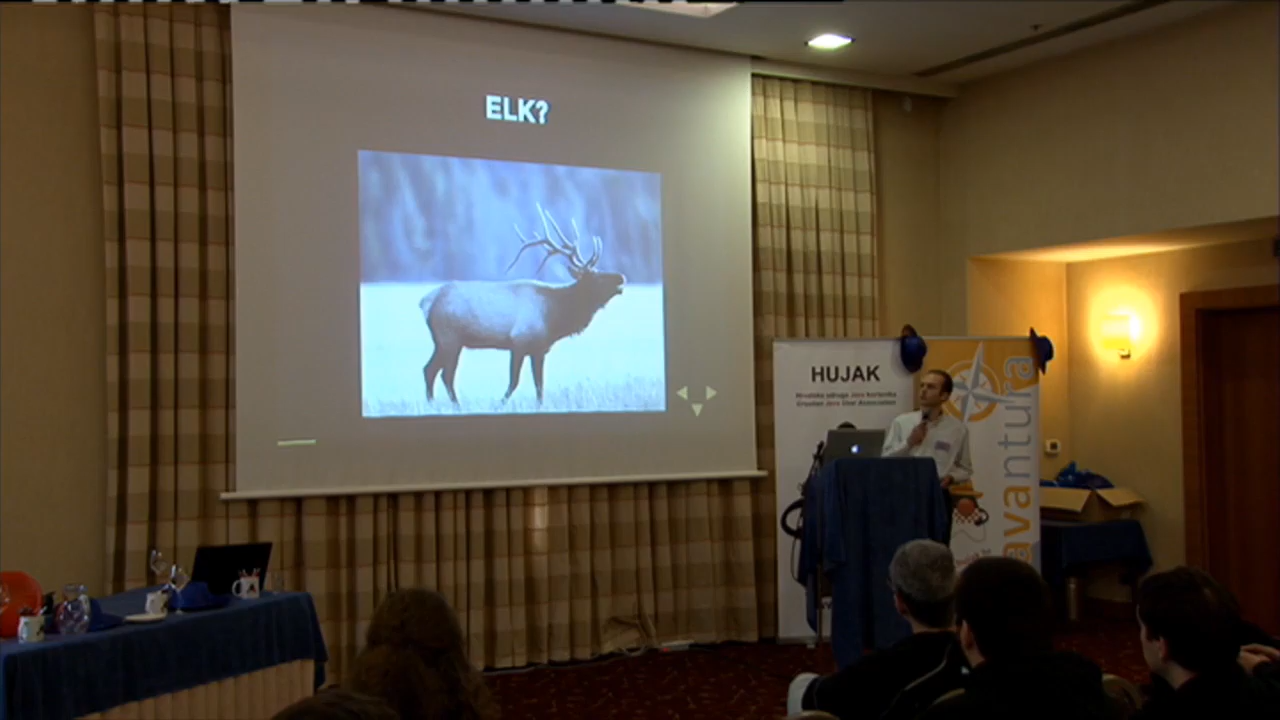 ELK?
HUJAK
Hrvatska udruga Java korisnika
Croatian Java User Association
avantura